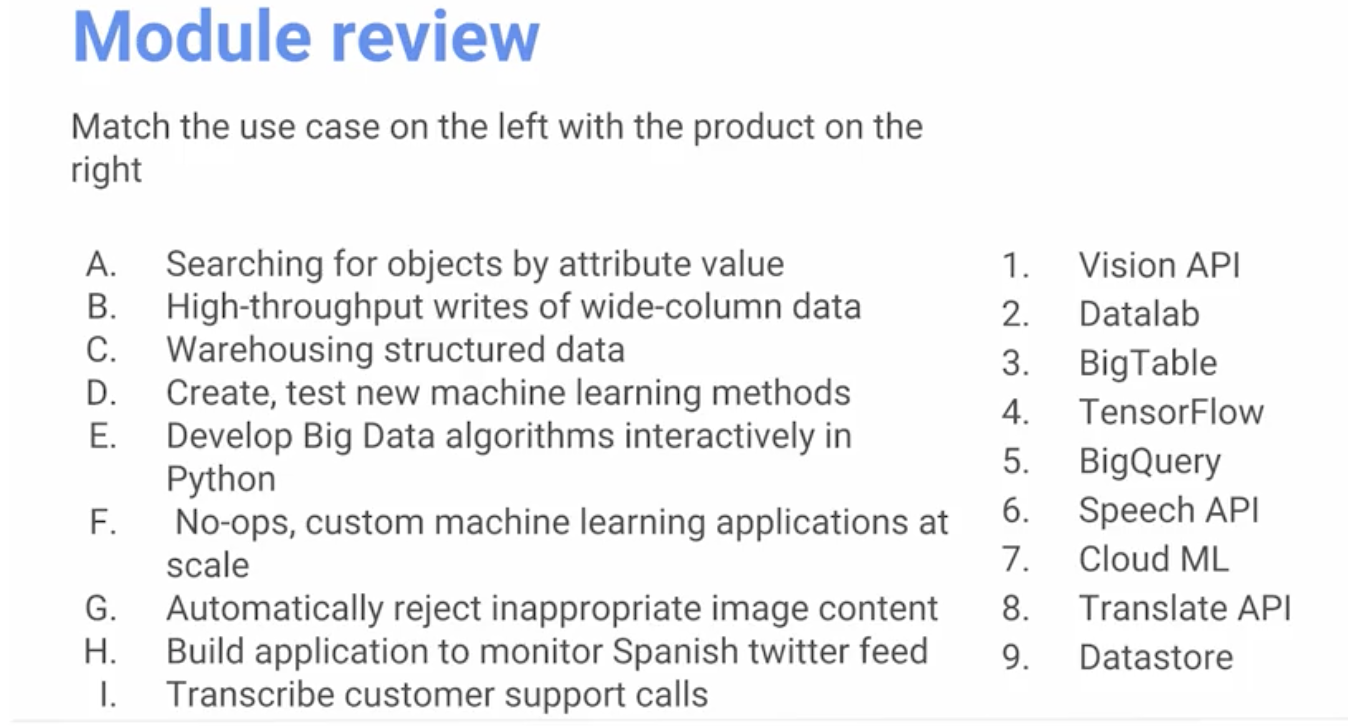 Module review
Match the use case on the left with the product on the
right
A. Searching for objects by attribute value
B. High-throughput writes of wide-column data
C. Warehousing structured data
D. Create, test new machine learning methods
E. Develop Big Data algorithms interactively in
Python
F. No-ops, custom machine learning applications at
scale
G. Automatically reject inappropriate image content
H. Build application to monitor Spanish twitter feed
I. Transcribe customer support calls
1. Vision API
2. Datalab
3. BigTable
4. TensorFlow
5. BigQuery
6. Speech API
7. Cloud ML
8. Translate API
9. Datastore